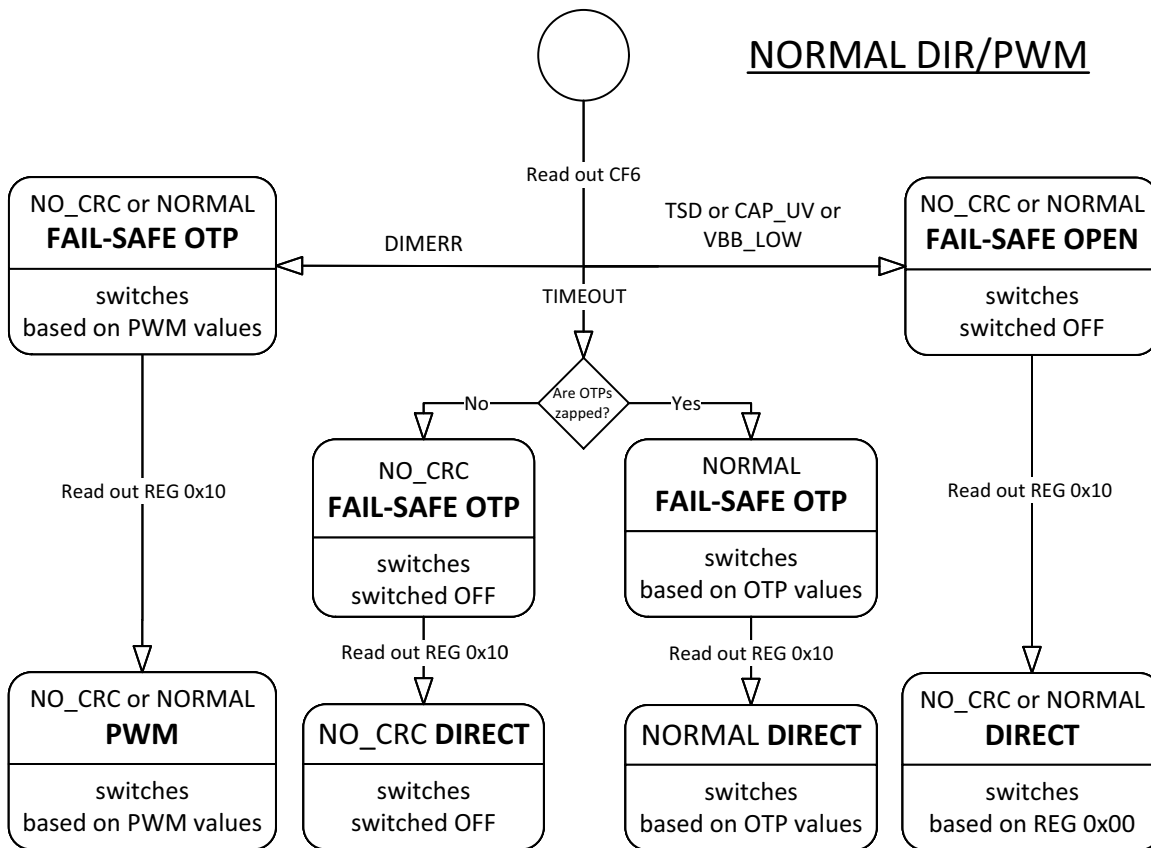 NORMAL DIR/PWM
Read out CF6
NO_CRC or NORMAL
FAIL-SAFE OTP
switches
based on PWM values
DIMERR
TSD or CAP_UV or
VBB_LOW
NO_CRC or NORMAL
FAIL-SAFE OPEN
switches
switched OFF
TIMEOUT
Are OTPs
zapped?
No
Yes
NO_CRC
FAIL-SAFE OTP
switches
switched OFF
NORMAL
FAIL-SAFE OTP
switches
based on OTP values
Read out REG 0x10
Read out REG 0x10
Read out REG 0x10
Read out REG 0x10
NO_CRC or NORMAL
PWM
switches
based on PWM values
NO_CRC DIRECT
switches
switched OFF
NORMAL DIRECT
switches
based on OTP values
NO_CRC or NORMAL
DIRECT
switches
based on REG 0x00